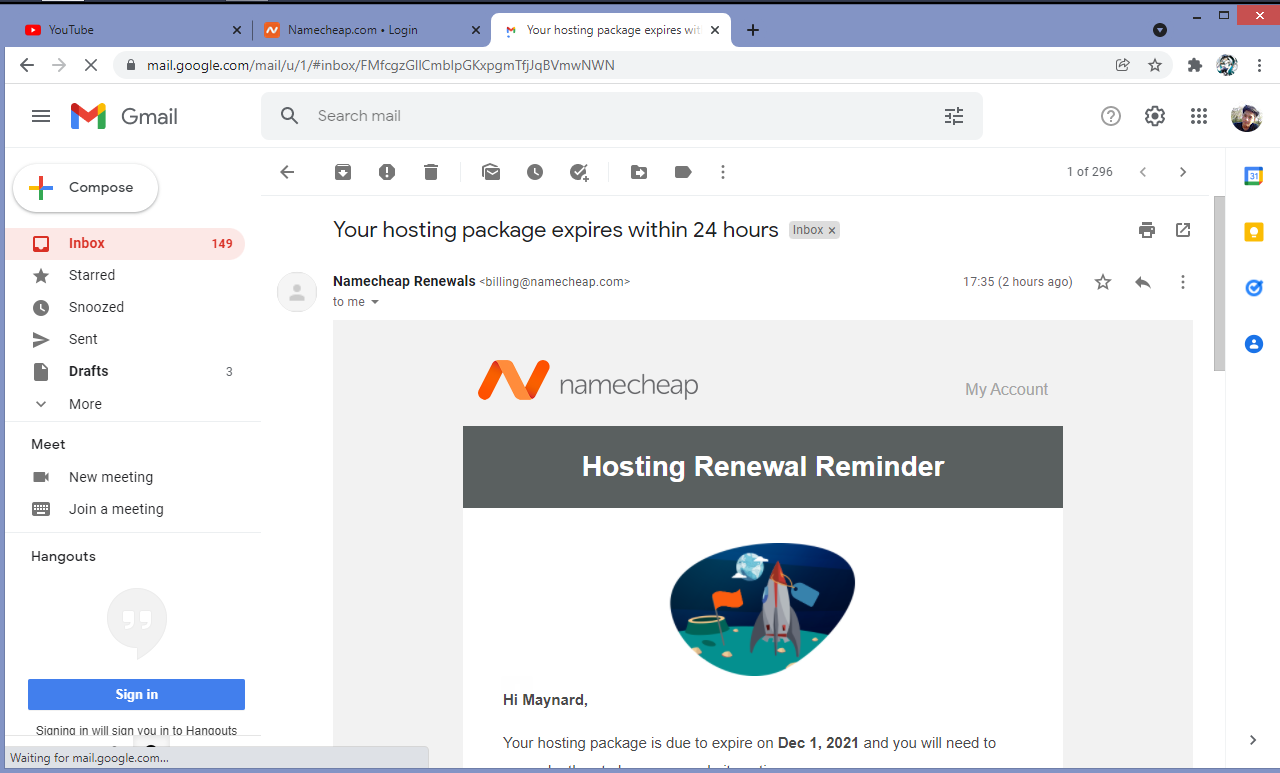 YouTube
Namecheap.com • Login
Your hosting package expires wit
mail.google.com/mail/u/1/#inbox/FMfcgzGllCmblpGKxpgmTfjJqBVmwNWN
Gmail
Search mail
Compose
1 of 296
31
Inbox 149
Starred
Snoozed
Sent
Drafts 3
More
Meet
New meeting
Join a meeting
Hangouts
Sign in
Signing in will sign you in to Hangouts
Waiting for mail.google.com...
Your hosting package expires within 24 hours Inbox x
Namecheap Renewals <billing@namecheap.com> 17:35 (2 hours ago)
to me
namecheap My Account
Hosting Renewal Reminder
Hi Maynard,
Your hosting package is due to expire on Dec 1, 2021 and you will need to